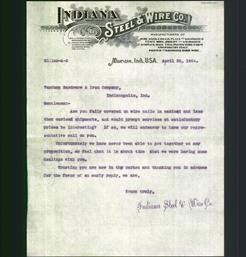 INDIANA
STEEL & WIRE CO.
MANUFACTURERS OF
Muncie, Ind., U.S.A. April 1904.
Hardware & Iron Company,
Indianapolis, Ind.
Gentlemen:-
Are you fully covered on wire nails in carload and less
than carload shipments, and would prompt services at satisfactory
prices be interesting? If so, we will endeavor to have our repre-
sentative call on you.
Unfortunately we have never been able to get together on any
proposition, we feel that it is about time that we were having some
dealings with you.
Trusting you are now in the market and thanking you in advance
for the favor of an early reply, we are,
Yours truly,
Indiana Steel & Wire Co.